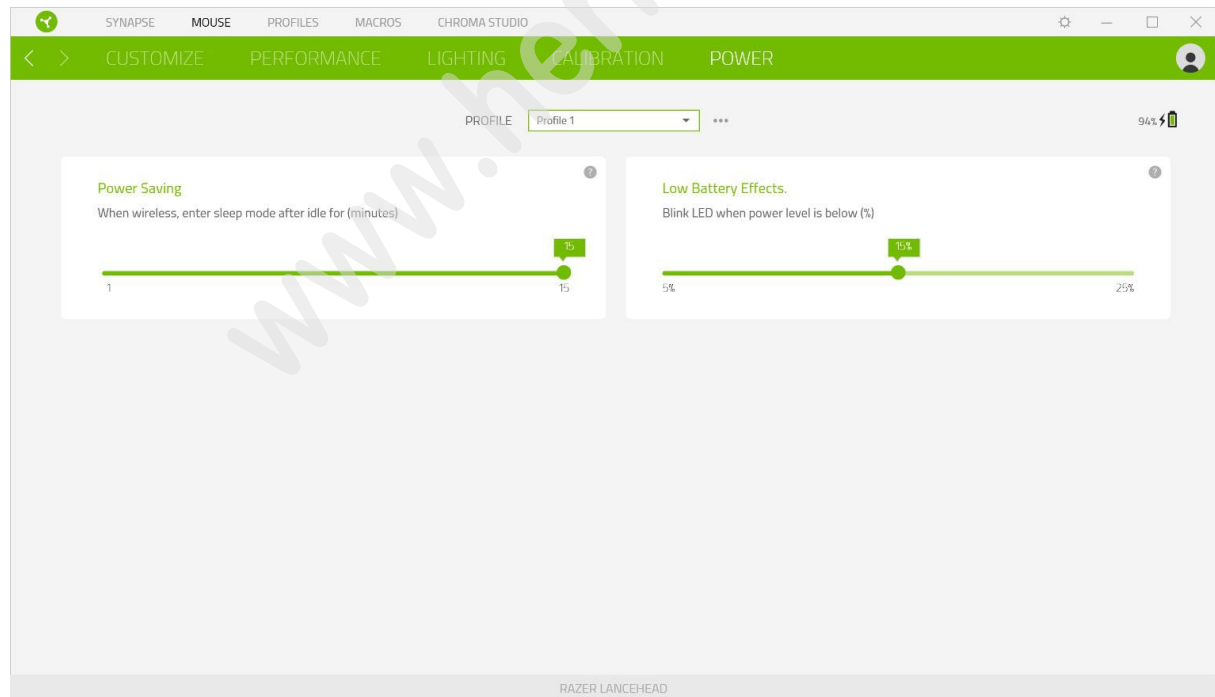 SYNAPSE MOUSE PROFILES MACROS CHROMA STUDIO
CUSTOMIZE PERFORMANCE LIGHTING CALIBRATION POWER
PROFILE Profile 1 94%
Power Saving
When wireless, enter sleep mode after idle for (minutes)
15
1 15
Low Battery Effects.
Blink LED when power level is below (%)
15%
5% 25%
RAZER LANCEHEAD